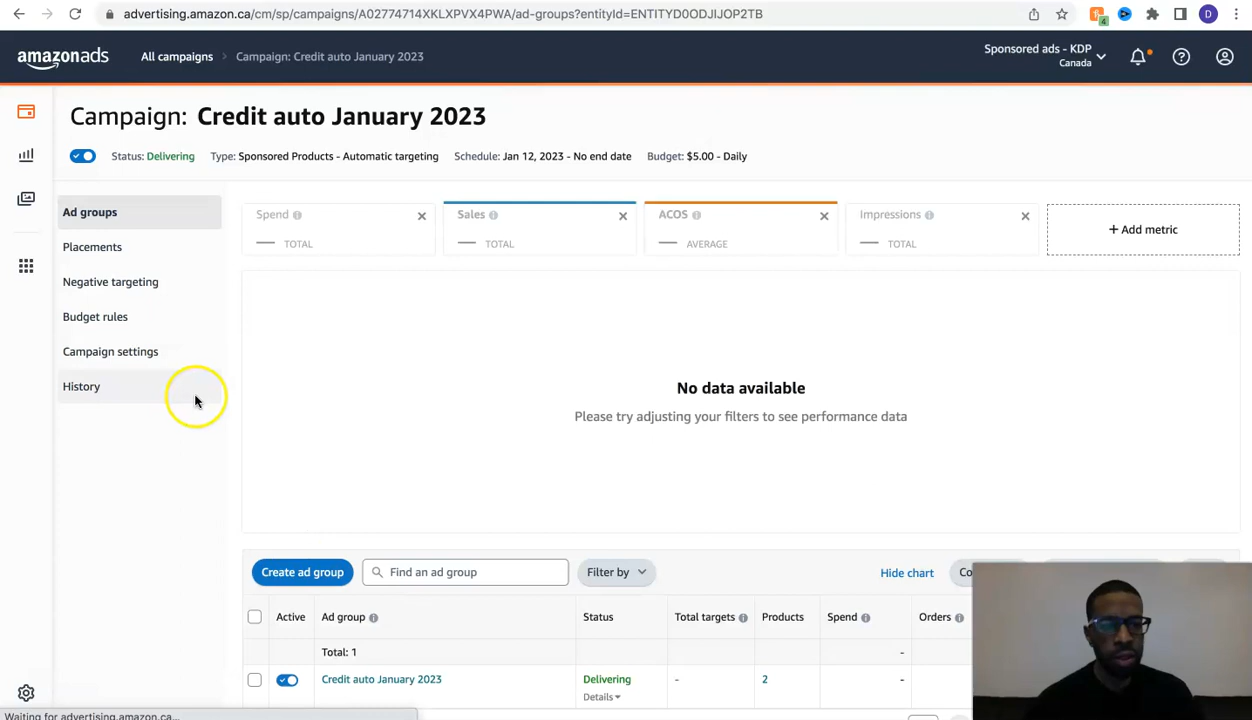 advertising.amazon.ca/cm/sp/campaigns/A02774714XKLXPVX4PWA/ad-groups?entityId=ENTITYD0ODJIJOP2TB
4
D
amazonads
All campaigns
Campaign: Credit auto January 2023
Sponsored ads - KDP
Canada
Campaign: Credit auto January 2023
Status: Delivering
Type: Sponsored Products - Automatic targeting
Schedule: Jan 12, 2023 - No end date
Budget: $5.00 - Daily
Ad groups
Placements
Negative targeting
Budget rules
Campaign settings
History
Spend
— TOTAL
Sales
— TOTAL
ACOS
— AVERAGE
Impressions
— TOTAL
+ Add metric
No data available
Please try adjusting your filters to see performance data
Create ad group
Find an ad group
Filter by
Hide chart
Co
Active
Ad group
Status
Total targets
Products
Spend
Orders
Total: 1
-
Credit auto January 2023
Delivering
Details
-
2
-
Waiting for advertising.amazon.ca...